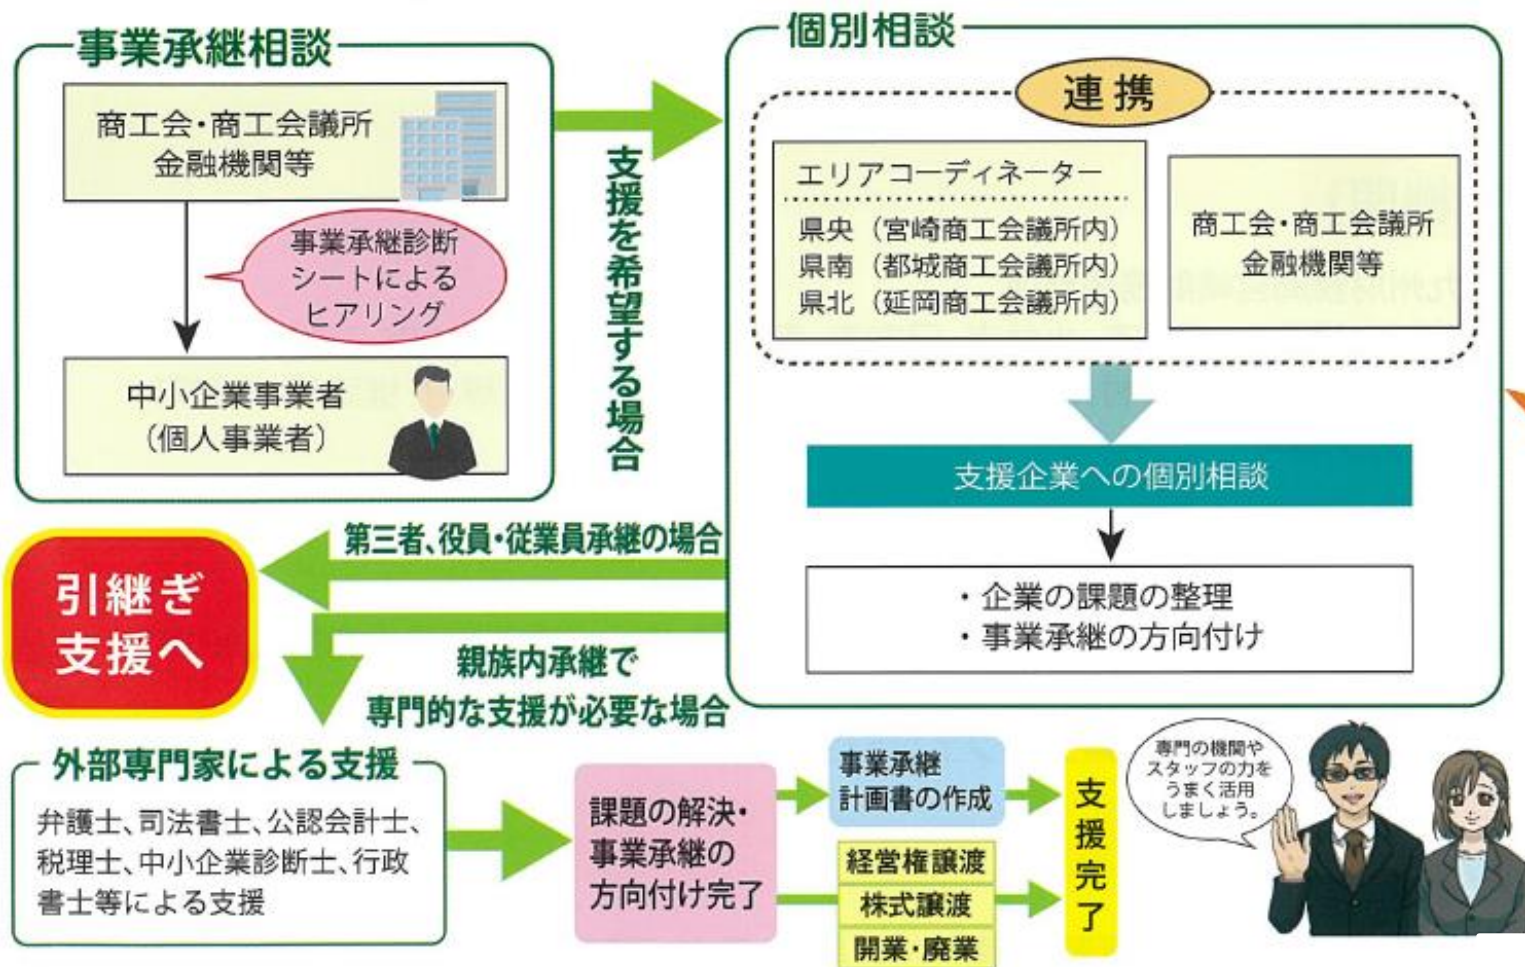 事業承継相談
商工会・商工会議所
金融機関等
事業承継診断
シートによる
ヒアリング
中小企業事業者
（個人事業者）
支援を希望する場合
個別相談
連携
エリアコーディネーター
県央（宮崎商工会議所内）
県南（都城商工会議所内）
県北（延岡商工会議所内）
商工会・商工会議所
金融機関等
支援企業への個別相談
・企業の課題の整理
・事業承継の方向付け
第三者、役員・従業員承継の場合
引継ぎ
支援へ
親族内承継で
専門的な支援が必要な場合
外部専門家による支援
弁護士、司法書士、公認会計士、
税理士、中小企業診断士、行政
書士等による支援
課題の解決・
事業承継の
方向付け完了
事業承継
計画書の作成
経営権譲渡
株式譲渡
開業・廃業
支援完了
専門の機関や
スタッフの力を
うまく活用
しましょう。